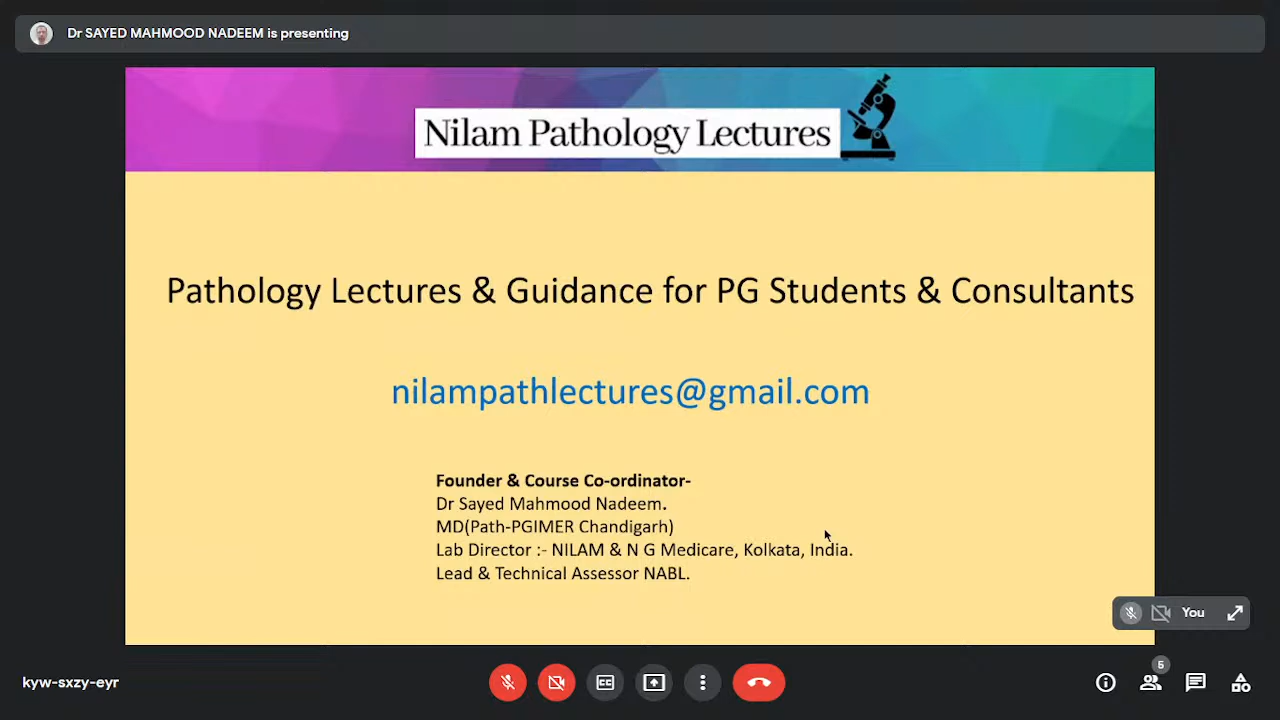 Dr SAYED MAHMOOD NADEEM is presenting
Nilam Pathology Lectures
Pathology Lectures & Guidance for PG Students & Consultants
nilampathlectures@gmail.com
Founder & Course Co-ordinator-
Dr Sayed Mahmood Nadeem.
MD(Path-PGIMER Chandigarh)
Lab Director :- NILAM & N G Medicare, Kolkata, India.
Lead & Technical Assessor NABL.
You
kyw-sxzy-eyr
CC
5